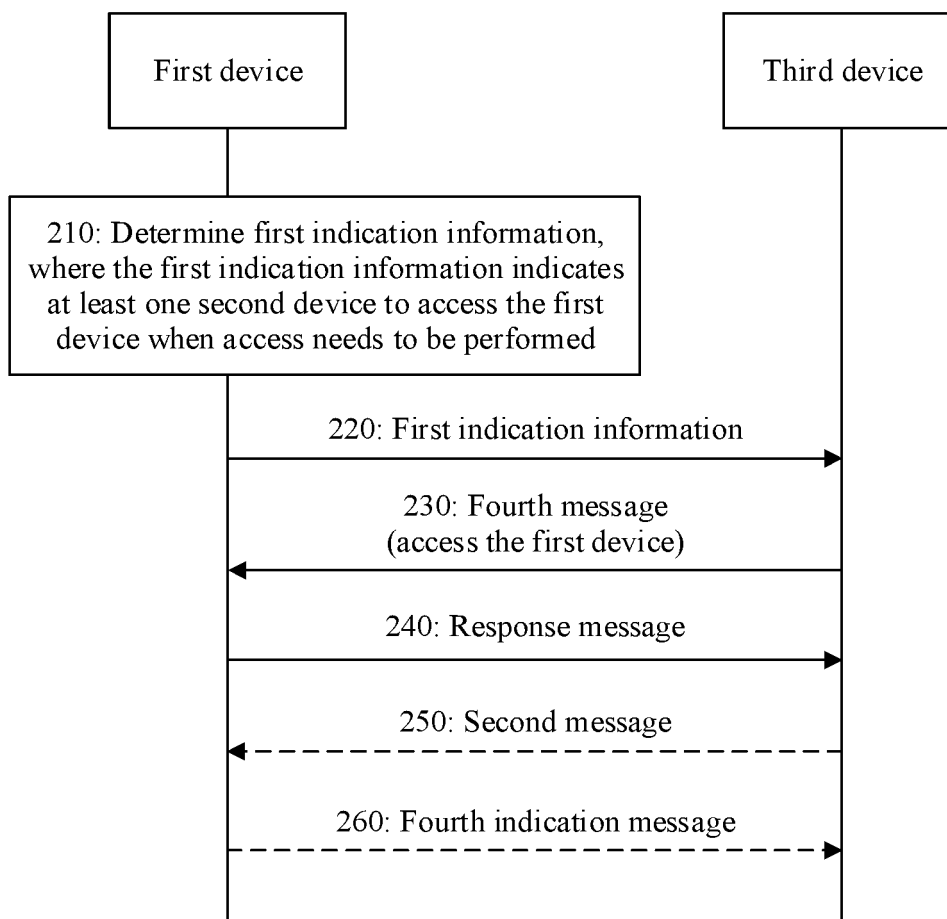 First device
Third device
210: Determine first indication information,
where the first indication information indicates
at least one second device to access the first
device when access needs to be performed
220: First indication information
230: Fourth message
(access the first device)
240: Response message
250: Second message
260: Fourth indication message